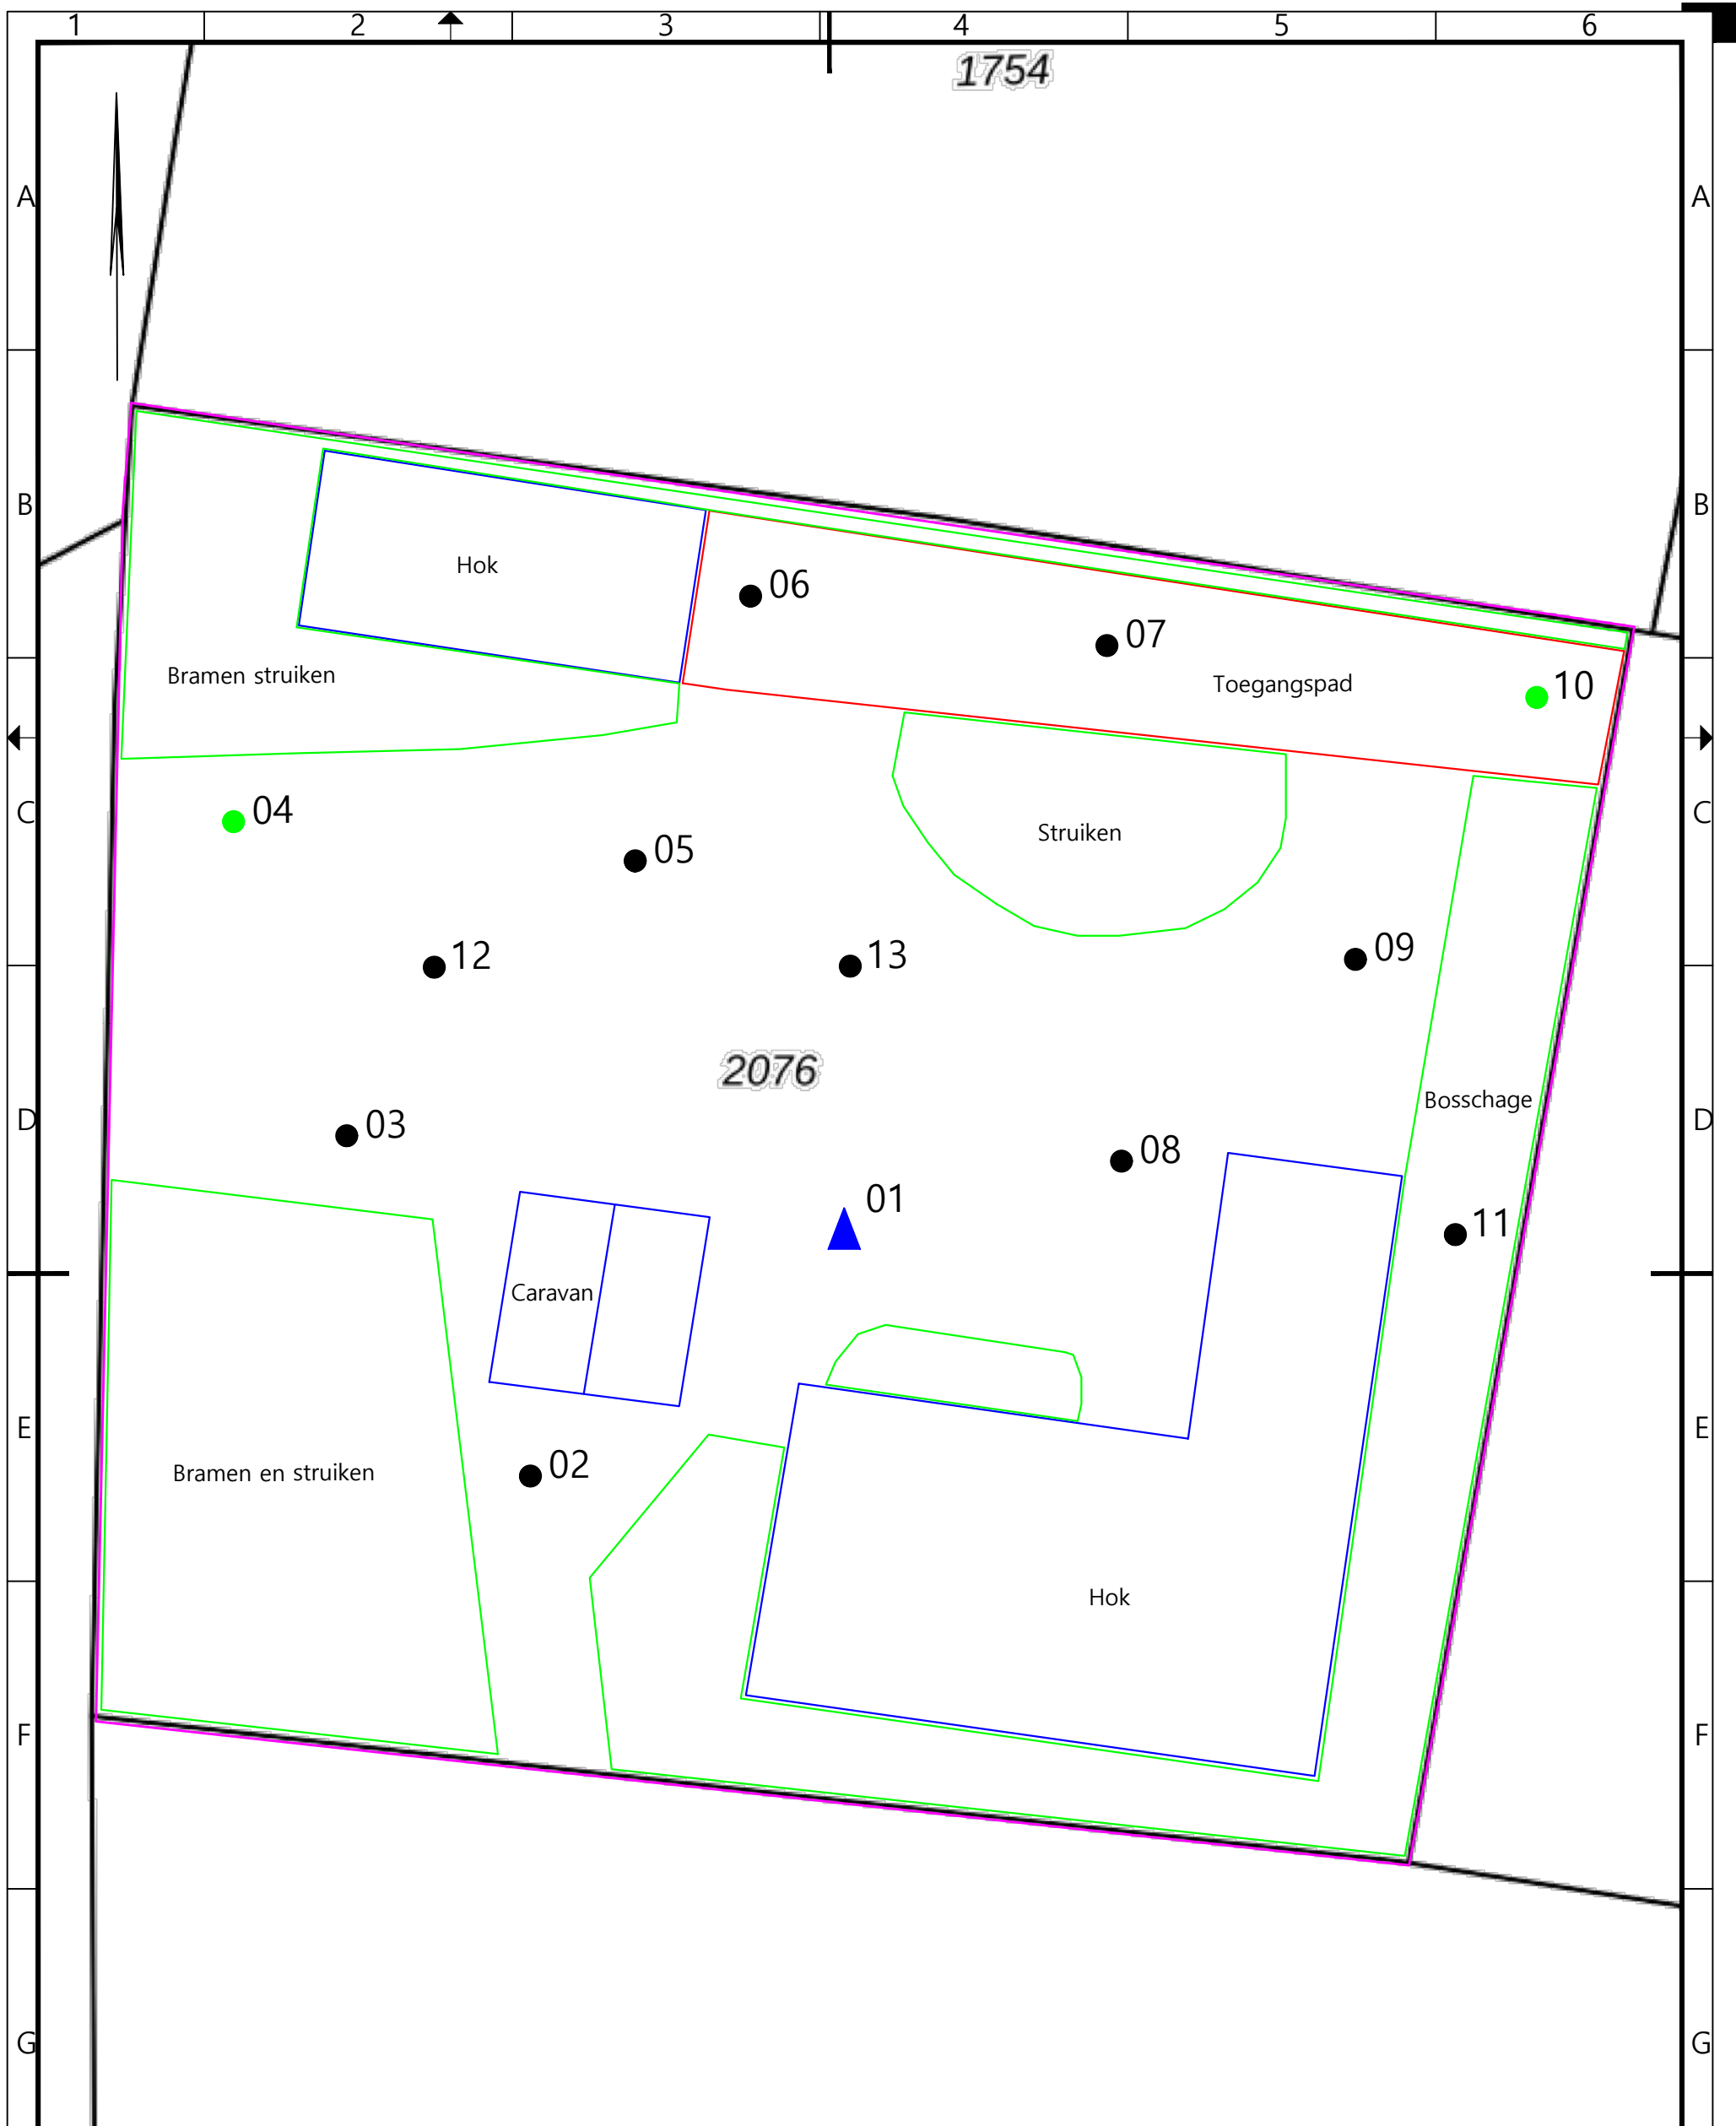 1 2 3 4 5 6
1754
A A
B B
Hok
06
07
Bramen struiken
Toegangspad
10
C C
04
Struiken
05
12
13
09
2076
Bosschage
D D
03
08
01
11
Caravan
E E
02
Bramen en struiken
Hok
F F
G G